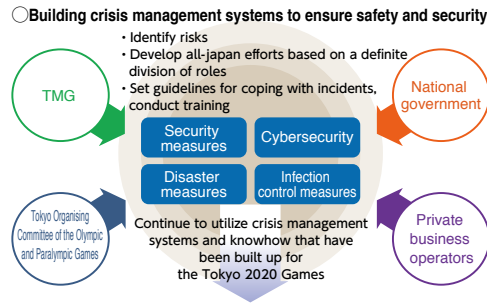 ○Building crisis management systems to ensure safety and security
・Identify risks
・Develop all-japan efforts based on a definite
division of roles
・Set guidelines for coping with incidents,
conduct training
TMG
National
government
Security
measures
Cybersecurity
Disaster
measures
Infection
control measures
Tokyo Organising
Committee of the Olympic
and Paralympic Games
Private
business
operators
Continue to utilize crisis management
systems and knowhow that have
been built up for
the Tokyo 2020 Games